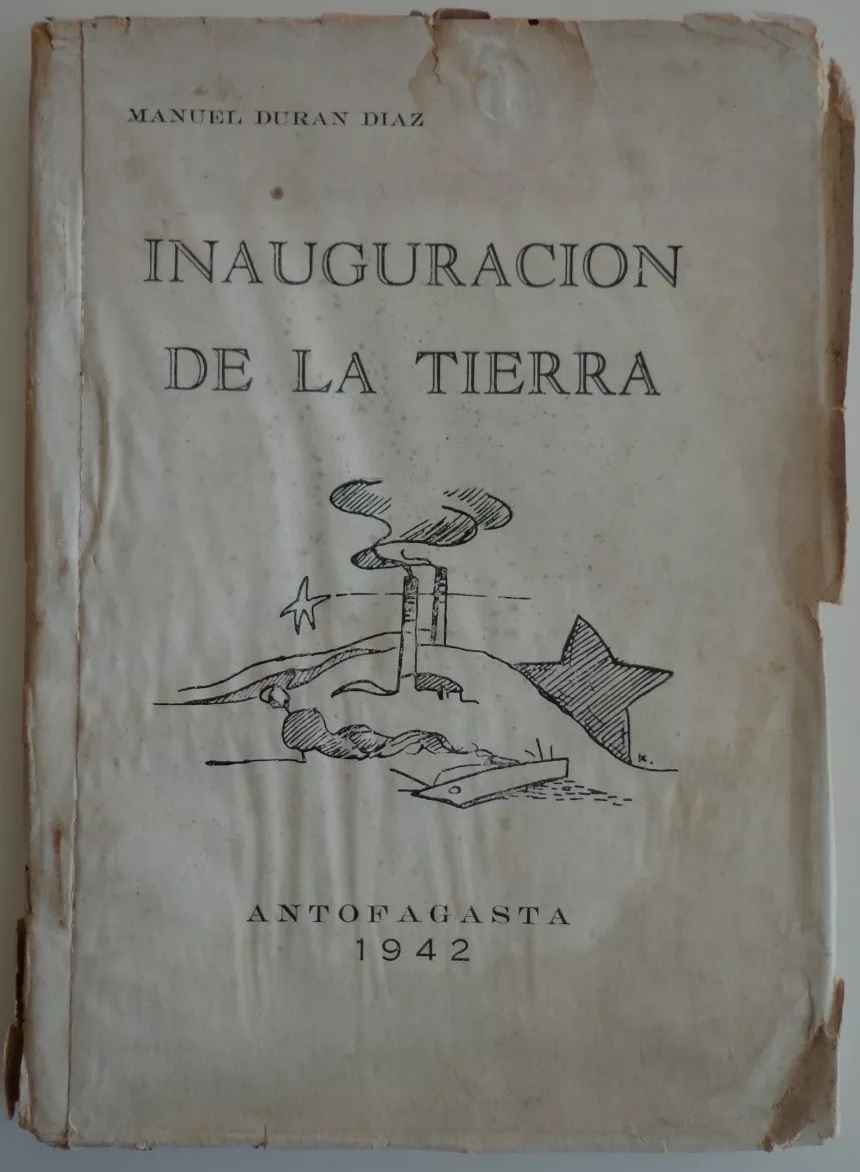 MANUEL DURAN DIAZ
INAUGURACION
DE LA TIERRA
K.
ANTOFAGASTA
1942